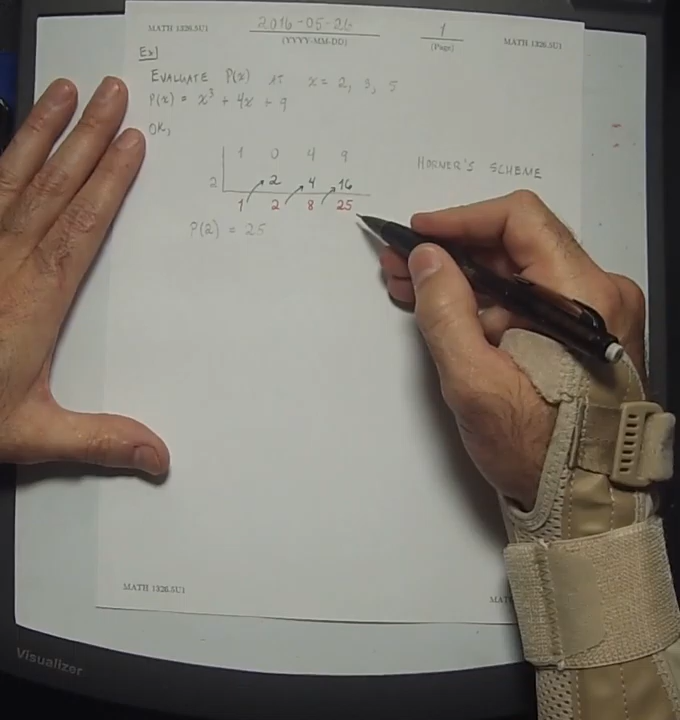 MATH 1326.SU1 2016-05-26 1 MATH 1326.SU1
(YYYY-MM-DD) (Page)
Ex]
EVALUATE P(x) AT x = 2, 3, 5
P(x) = x³ + 4x + 9
OK,
1 0 4 9
HORNER'S SCHEME
2 2 4 16
1 2 8 25
P(2) = 25
MATH 1326.SU1 MAT
Visualizer